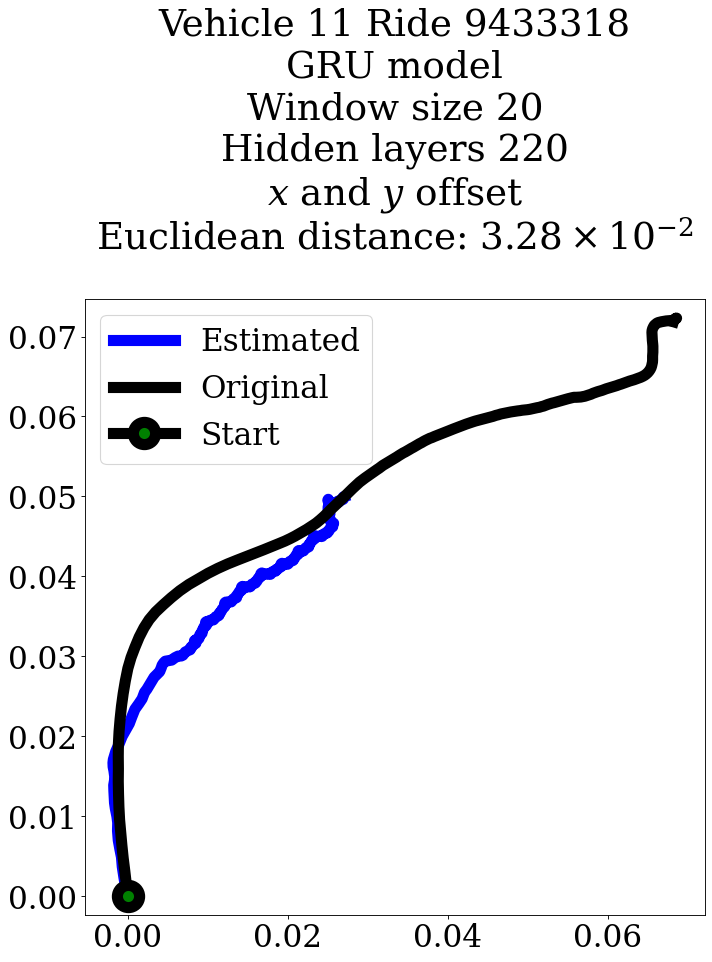 Vehicle 11 Ride 9433318
GRU model
Window size 20
Hidden layers 220
x and y offset
Euclidean distance: 3.28 × 10⁻²
Estimated
Original
Start
0.07
0.06
0.05
0.04
0.03
0.02
0.01
0.00
0.00 0.02 0.04 0.06